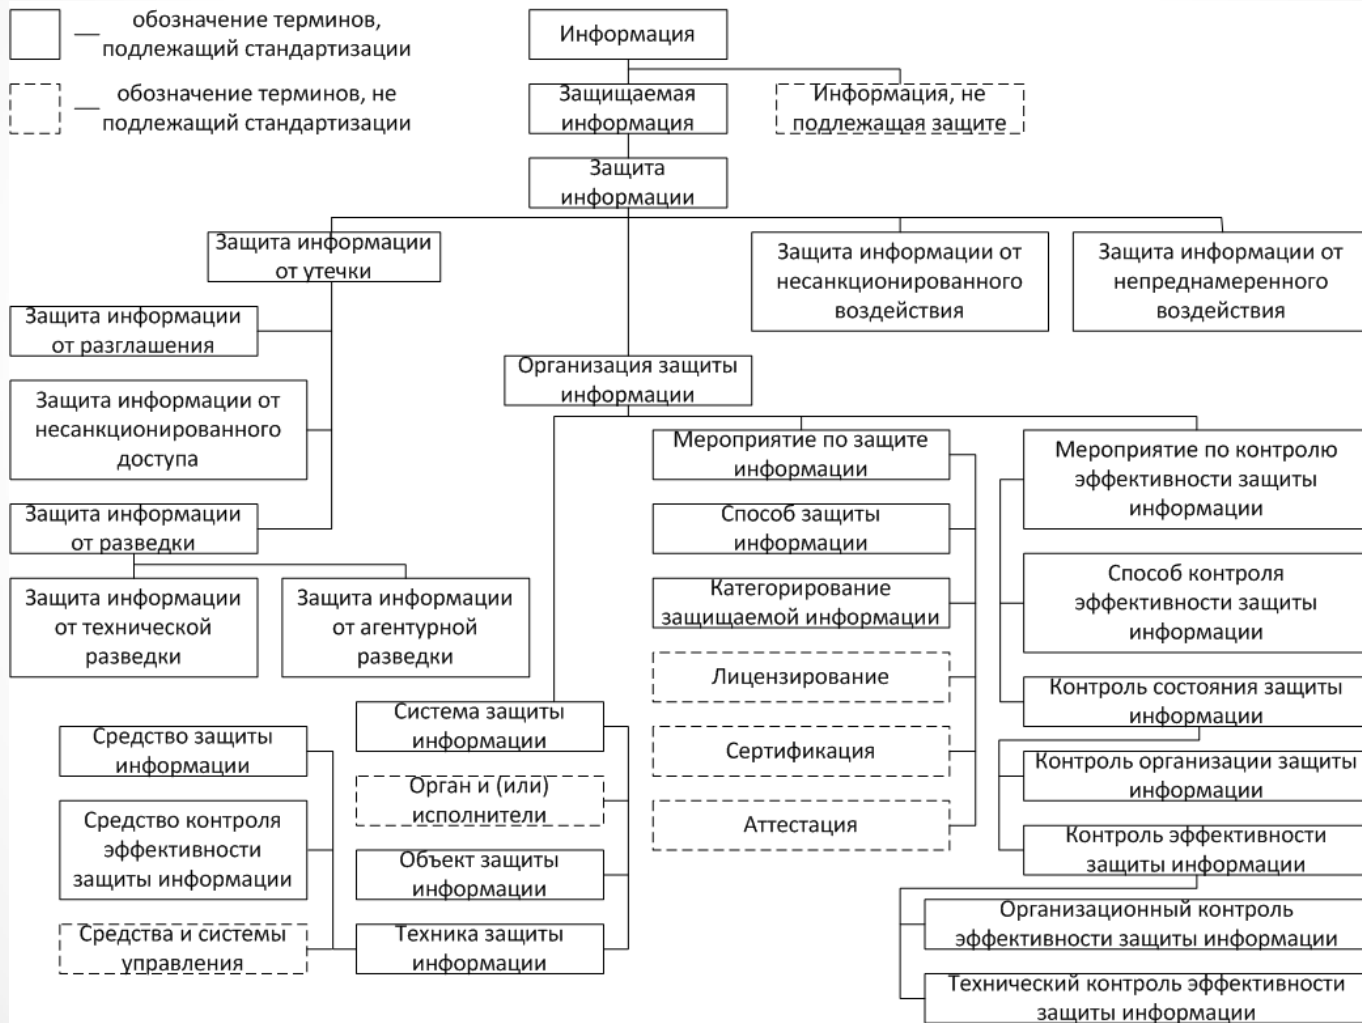 обозначение терминов,
— подлежащий стандартизации
обозначение терминов, не
— подлежащий стандартизации
Информация
Защищаемая
информация
Информация, не
подлежащая защите
Защита
информации
Защита информации
от утечки
Защита информации от
несанкционированного
воздействия
Защита информации от
непреднамеренного
воздействия
Защита информации
от разглашения
Защита информации от
несанкционированного
доступа
Защита информации
от разведки
Защита информации
от технической
разведки
Защита информации
от агентурной
разведки
Организация защиты
информации
Система защиты
информации
Орган и (или)
исполнители
Объект защиты
информации
Техника защиты
информации
Средство защиты
информации
Средство контроля
эффективности
защиты информации
Средства и системы
управления
Мероприятие по защите
информации
Способ защиты
информации
Категорирование
защищаемой информации
Лицензирование
Сертификация
Аттестация
Мероприятие по контролю
эффективности защиты
информации
Способ контроля
эффективности защиты
информации
Контроль состояния защиты
информации
Контроль организации защиты
информации
Контроль эффективности
защиты информации
Организационный контроль
эффективности защиты информации
Технический контроль эффективности
защиты информации